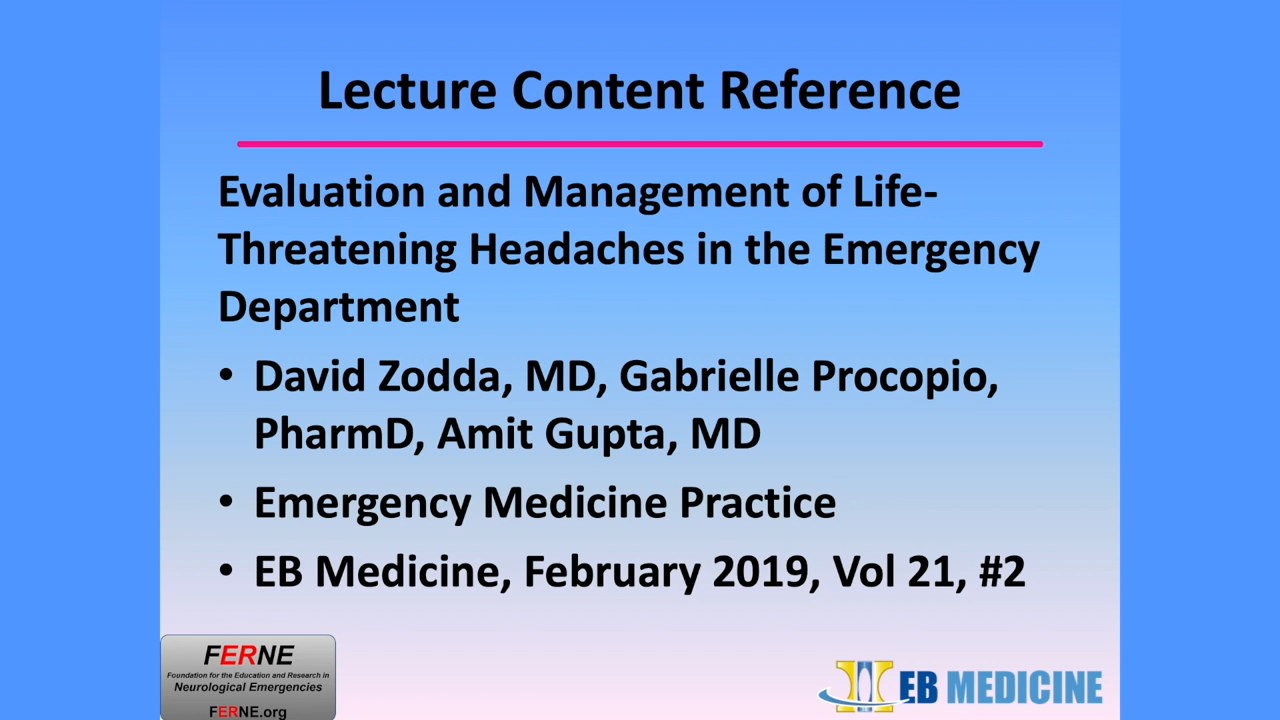 Lecture Content Reference
Evaluation and Management of Life-
Threatening Headaches in the Emergency
Department
• David Zodda, MD, Gabrielle Procopio,
PharmD, Amit Gupta, MD
• Emergency Medicine Practice
• EB Medicine, February 2019, Vol 21, #2
FERNE
Foundation for the Education and Research in
Neurological Emergencies
FERNE.org
EB MEDICINE